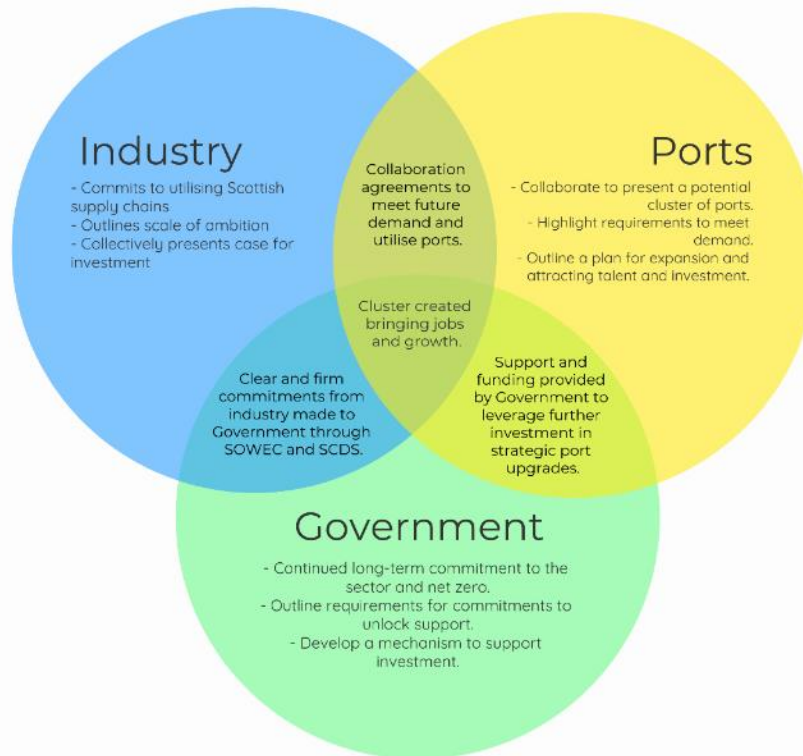 Industry
- Commits to utilising Scottish
supply chains
- Outlines scale of ambition
- Collectively presents case for
investment
Collaboration
agreements to
meet future
demand and
utilise ports.
Ports
- Collaborate to present a potential
cluster of ports.
- Highlight requirements to meet
demand.
- Outline a plan for expansion and
attracting talent and investment.
Cluster created
bringing jobs
and growth.
Clear and firm
commitments from
industry made to
Government through
SOWEC and SCDS.
Support and
funding provided
by Government to
leverage further
investment in
strategic port
upgrades.
Government
- Continued long-term commitment to the
sector and net zero.
- Outline requirements for commitments to
unlock support.
- Develop a mechanism to support
investment.